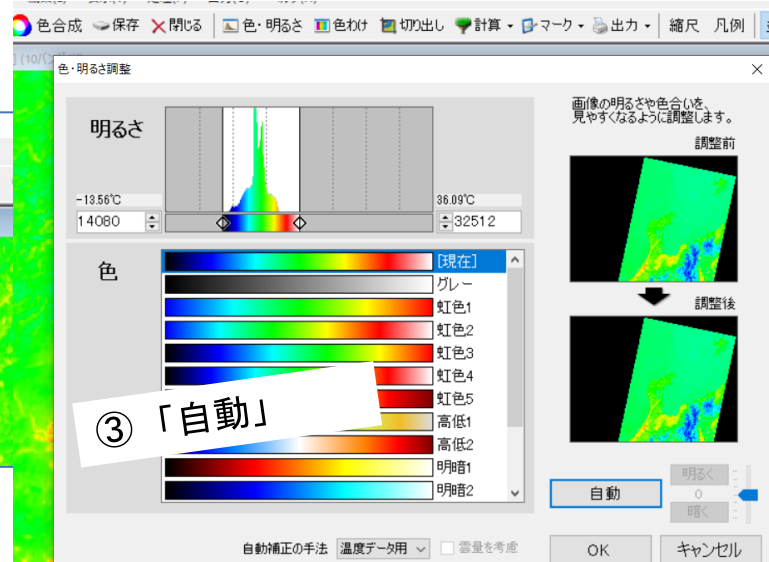 色合成 保存 閉じる 色・明るさ 色わけ 切り出し 計算 マーク 出力 縮尺 凡例
色・明るさ調整
画像の明るさや色合いを、
見やすくなるように調整します。
明るさ
調整前
-13.56℃ 36.09℃
14080 32512
色
[現在]
グレー
虹色1
虹色2
虹色3
虹色4
虹色5
高低1
高低2
明暗1
明暗2
③「自動」
調整後
自動
明るく
0
暗く
自動補正の手法 温度データ用 雲量を考慮
OK キャンセル